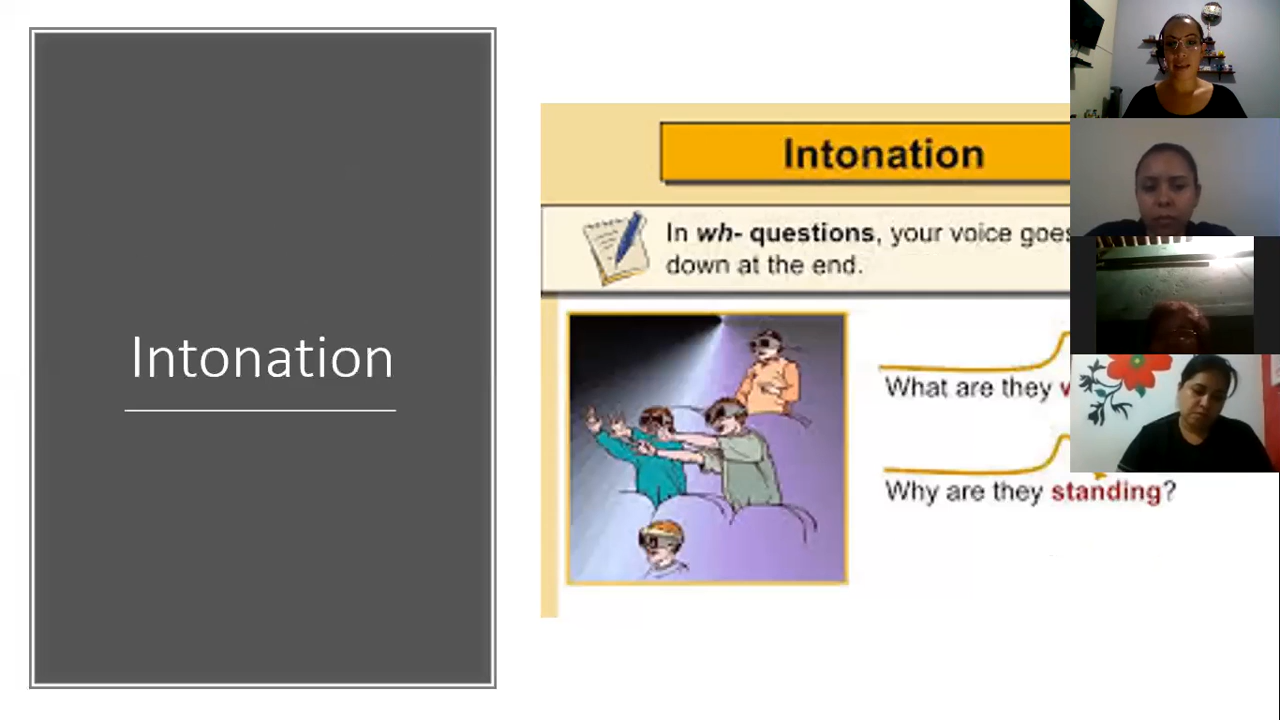 Intonation
Intonation
In wh- questions, your voice goes
down at the end.
What are they
Why are they standing?